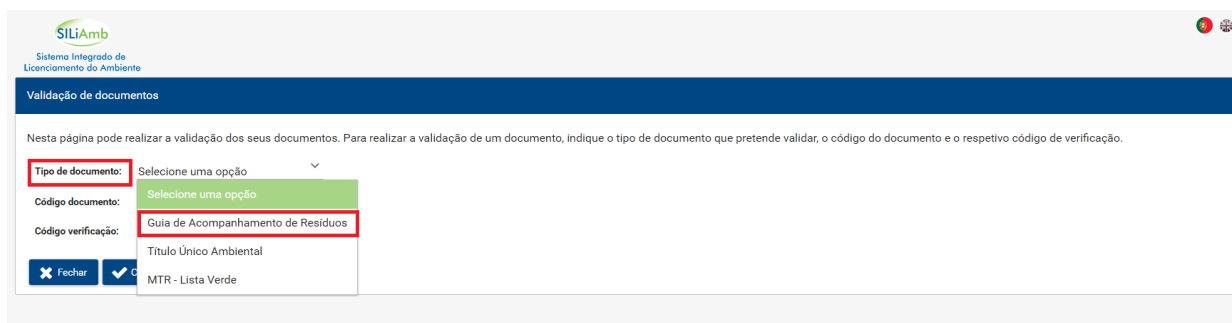 SILiAmb
Sistema Integrado de
Licenciamento do Ambiente
Validação de documentos
Nesta página pode realizar a validação dos seus documentos. Para realizar a validação de um documento, indique o tipo de documento que pretende validar, o código do documento e o respetivo código de verificação.
Tipo de documento: Selecione uma opção
Selecione uma opção
Código documento:
Guia de Acompanhamento de Resíduos
Código verificação:
Título Único Ambiental
Fechar C
MTR - Lista Verde